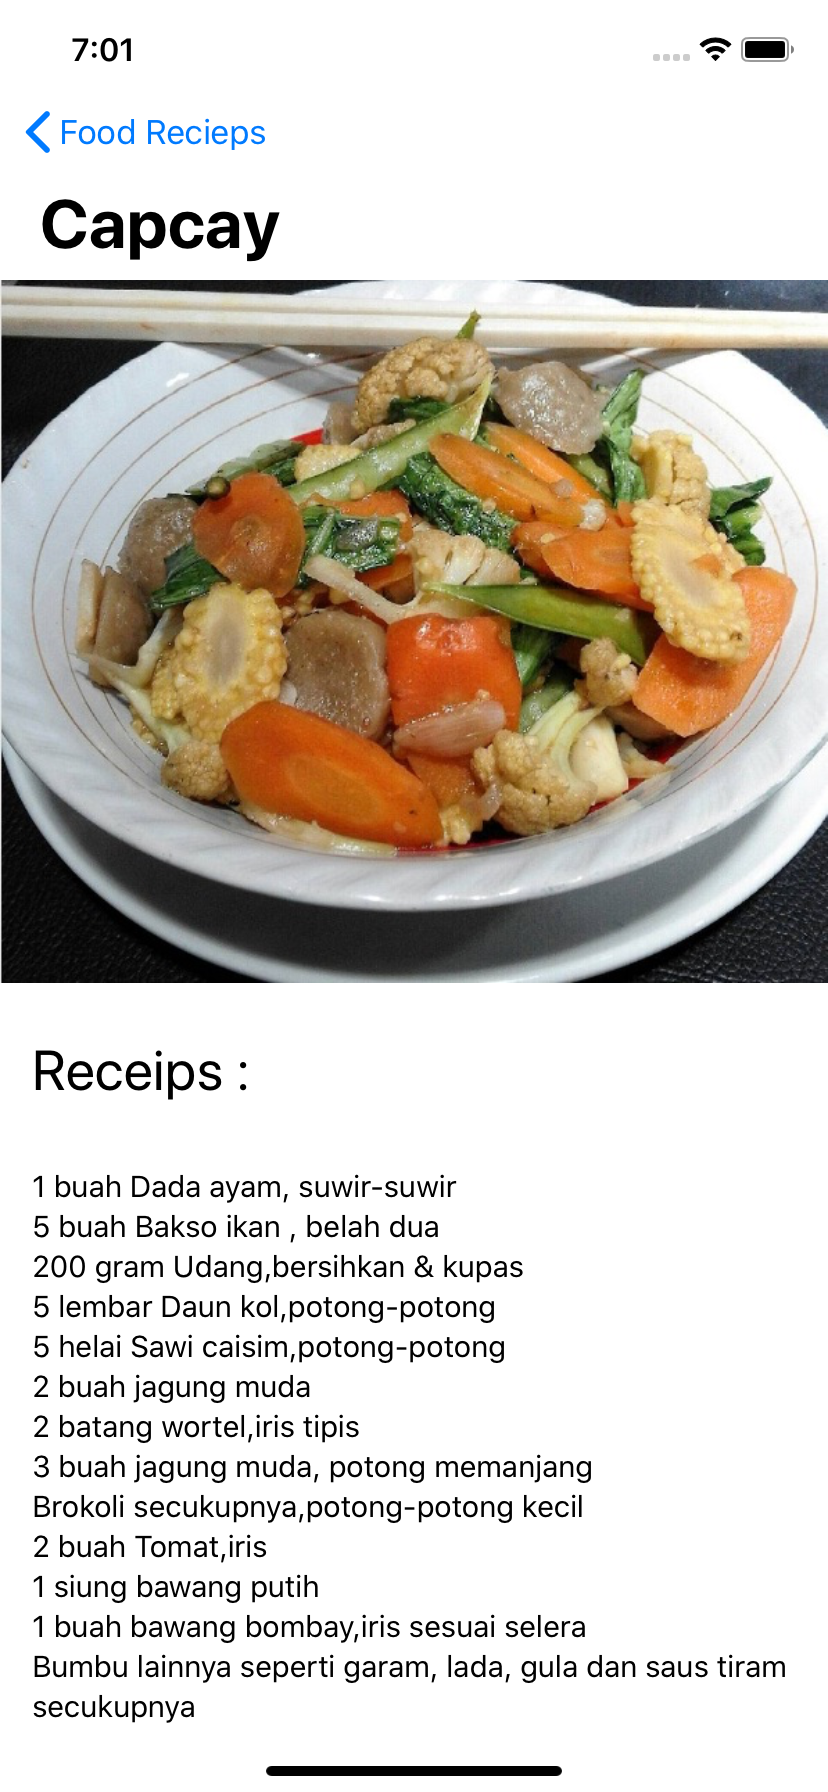 7:01
Food Recieps
Capcay
Receips :
1 buah Dada ayam, suwir-suwir
5 buah Bakso ikan , belah dua
200 gram Udang,bersihkan & kupas
5 lembar Daun kol,potong-potong
5 helai Sawi caisim,potong-potong
2 buah jagung muda
2 batang wortel,iris tipis
3 buah jagung muda, potong memanjang
Brokoli secukupnya,potong-potong kecil
2 buah Tomat,iris
1 siung bawang putih
1 buah bawang bombay,iris sesuai selera
Bumbu lainnya seperti garam, lada, gula dan saus tiram
secukupnya